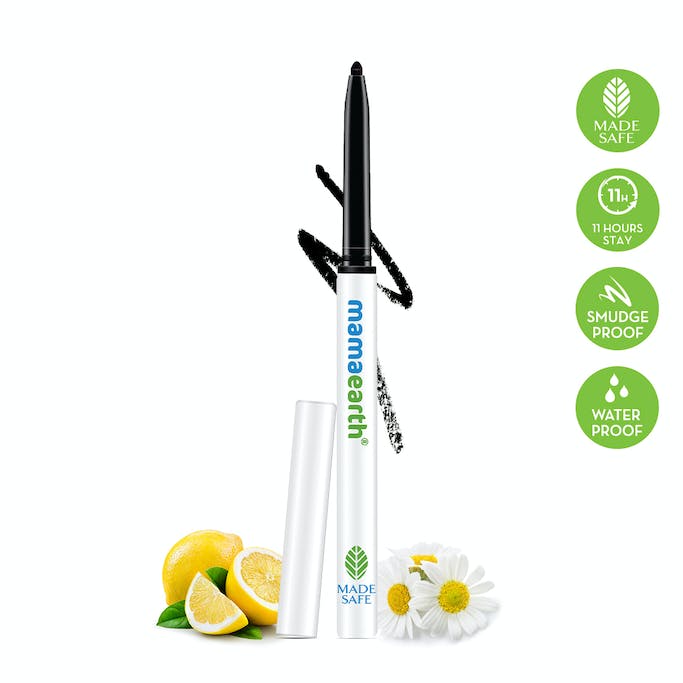 mamaearth®
MADE
SAFE
MADE
SAFE
11H
11 HOURS
STAY
SMUDGE
PROOF
WATER
PROOF